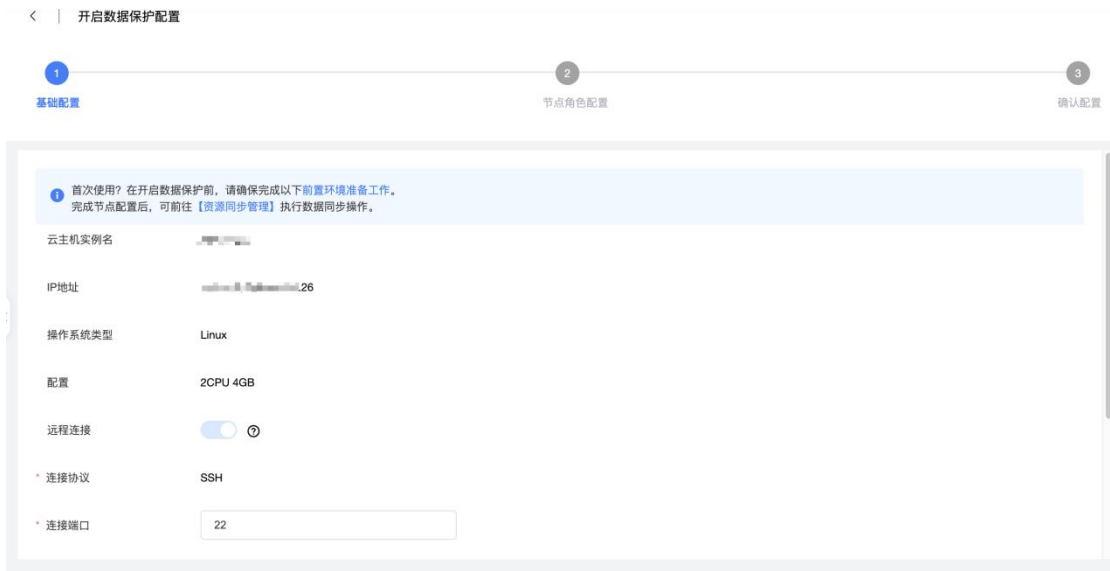 开启数据保护配置
1
2
3
基础配置
节点角色配置
确认配置
首次使用？在开启数据保护前，请确保完成以下前置环境准备工作。
完成节点配置后，可前往【资源同步管理】执行数据同步操作。
云主机实例名
IP地址 .26
操作系统类型 Linux
配置 2CPU 4GB
远程连接
* 连接协议 SSH
* 连接端口 22